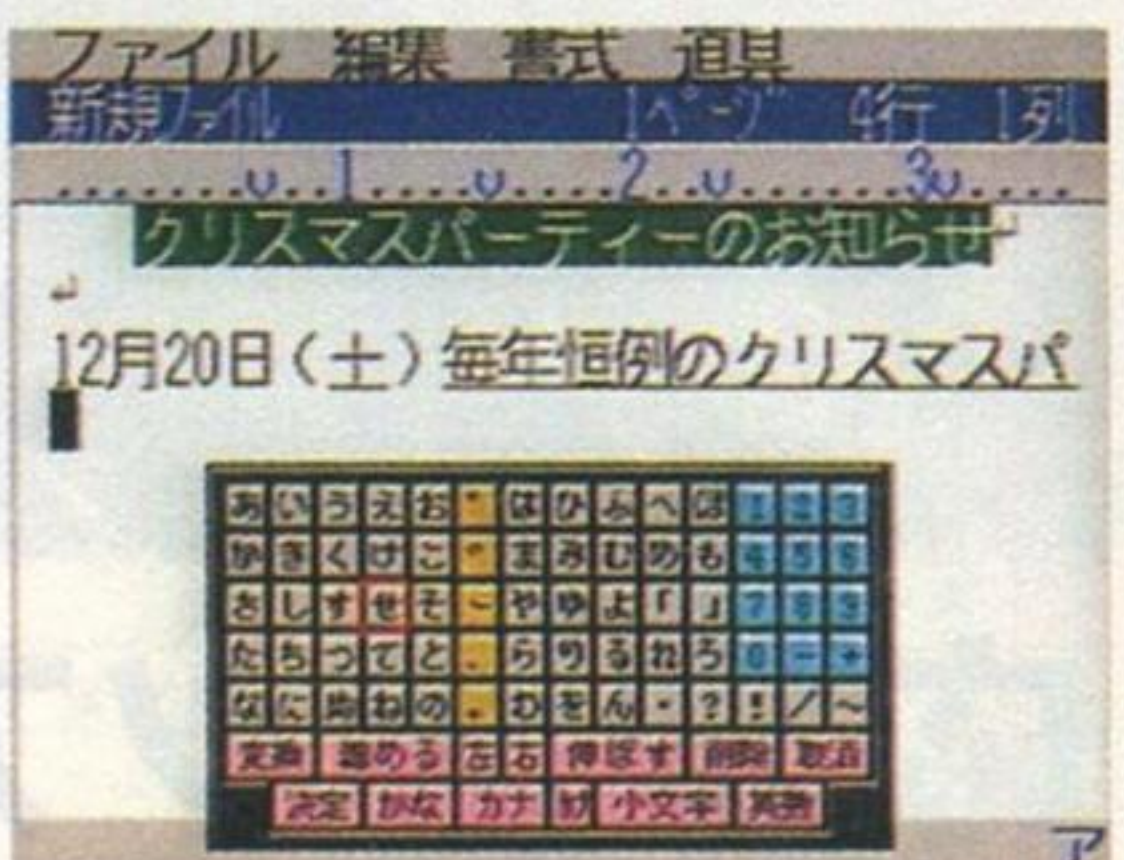 ファイル 編集 書式 道具
新規ファイル 1ページ 4行 1列
........υ..1....υ....2..υ......3υ....
クリスマスパーティーのお知らせ↵
↵
12月20日(土)毎年恒例のクリスマスパ
あいうえお゛はひふへほ123
かきくけこ゜まみむめも456
さしすせそーやゆよ「」789
たちつてと、らりるれろ0-+
なにぬねの。わをん・?!/~
変換 縮める 左 右 伸ばす 削除 取消
決定 かな カナ 小文字 英数
ア